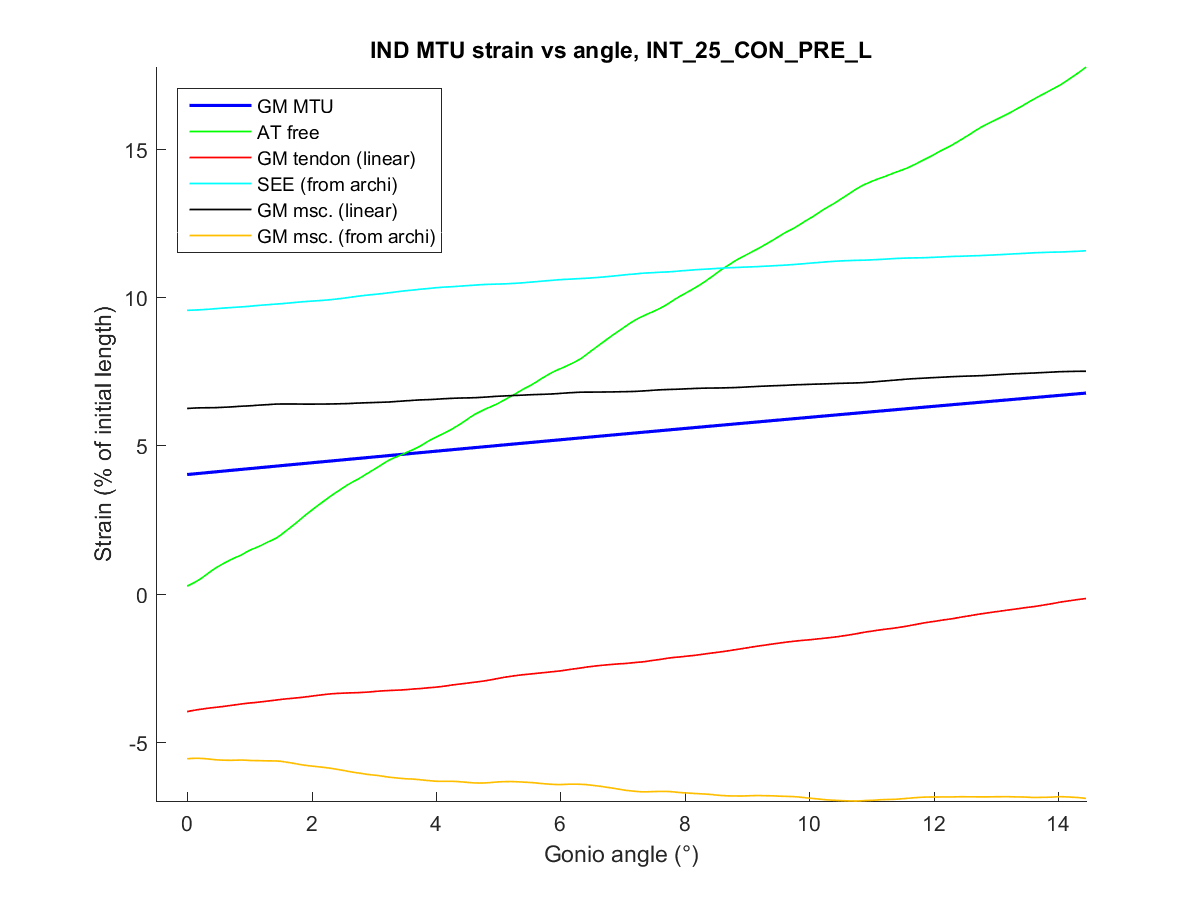 IND MTU strain vs angle, INT_25_CON_PRE_L
GM MTU
AT free
GM tendon (linear)
SEE (from archi)
GM msc. (linear)
GM msc. (from archi)
Strain (% of initial length)
15
10
5
0
-5
0 2 4 6 8 10 12 14
Gonio angle (°)